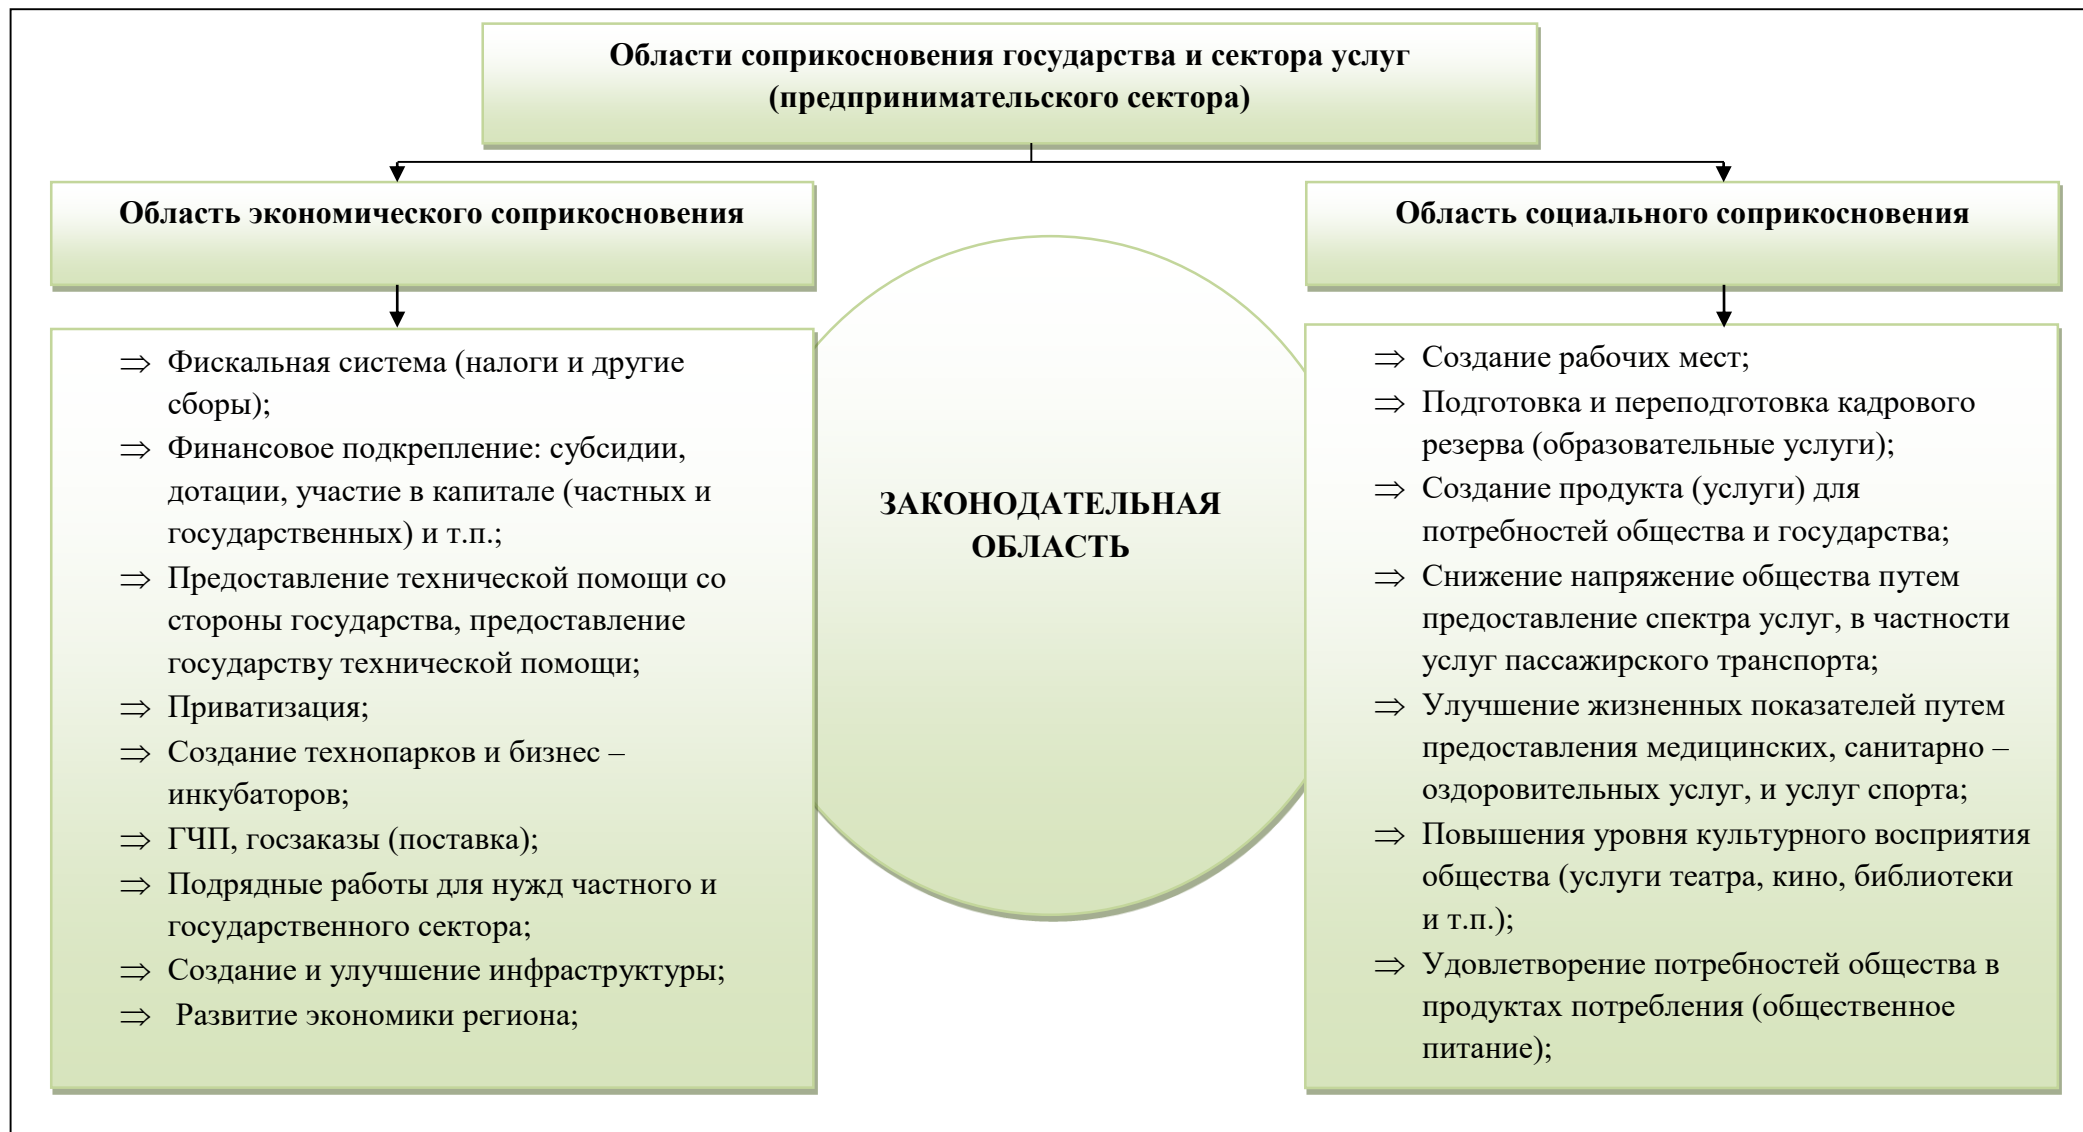 Области соприкосновения государства и сектора услуг
(предпринимательского сектора)
Область экономического соприкосновения
⇒ Фискальная система (налоги и другие
сборы);
⇒ Финансовое подкрепление: субсидии,
дотации, участие в капитале (частных и
государственных) и т.п.;
⇒ Предоставление технической помощи со
стороны государства, предоставление
государству технической помощи;
⇒ Приватизация;
⇒ Создание технопарков и бизнес –
инкубаторов;
⇒ ГЧП, госзаказы (поставка);
⇒ Подрядные работы для нужд частного и
государственного сектора;
⇒ Создание и улучшение инфраструктуры;
⇒ Развитие экономики региона;
ЗАКОНОДАТЕЛЬНАЯ
ОБЛАСТЬ
Область социального соприкосновения
⇒ Создание рабочих мест;
⇒ Подготовка и переподготовка кадрового
резерва (образовательные услуги);
⇒ Создание продукта (услуги) для
потребностей общества и государства;
⇒ Снижение напряжение общества путем
предоставление спектра услуг, в частности
услуг пассажирского транспорта;
⇒ Улучшение жизненных показателей путем
предоставления медицинских, санитарно –
оздоровительных услуг, и услуг спорта;
⇒ Повышения уровня культурного восприятия
общества (услуги театра, кино, библиотеки
и т.п.);
⇒ Удовлетворение потребностей общества в
продуктах потребления (общественное
питание);